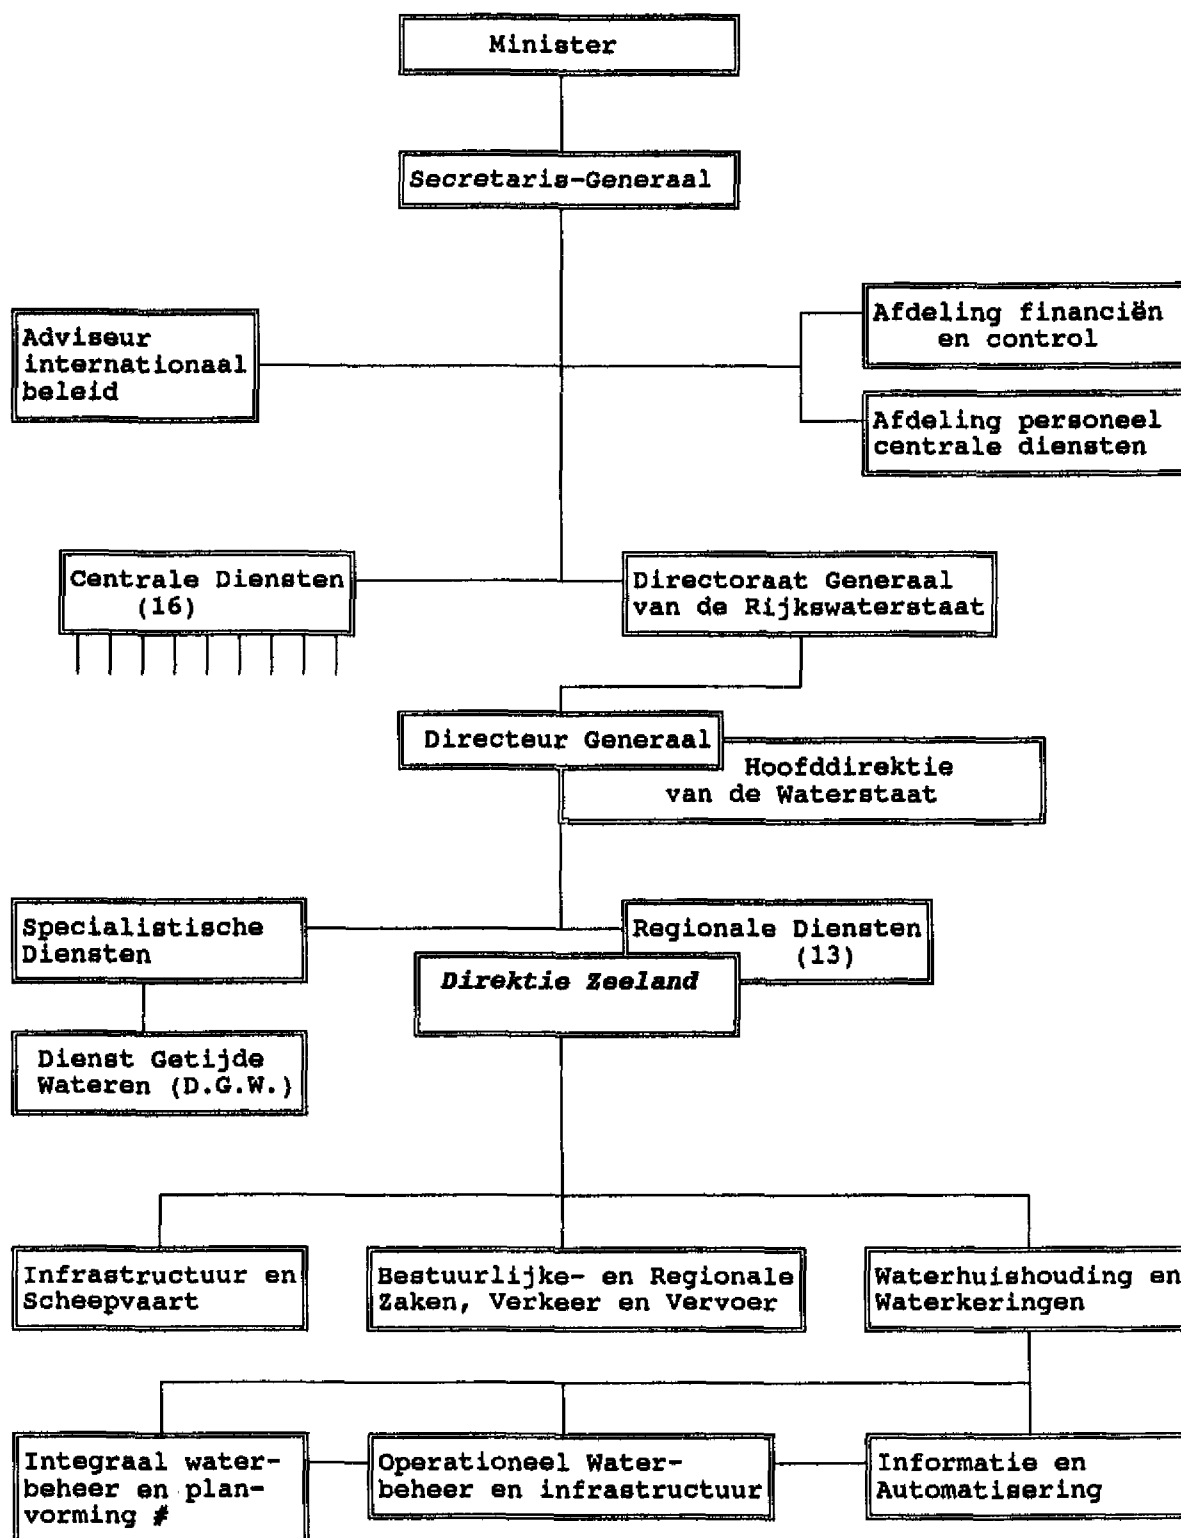 Minister
Secretaris-Generaal
Adviseur
internationaal
beleid
Afdeling financiën
en control
Afdeling personeel
centrale diensten
Centrale Diensten
(16)
Directoraat Generaal
van de Rijkswaterstaat
Directeur Generaal
Hoofddirektie
van de Waterstaat
Specialistische
Diensten
Regionale Diensten
(13)
Direktie Zeeland
Dienst Getijde
Wateren (D.G.W.)
Infrastructuur en
Scheepvaart
Bestuurlijke- en Regionale
Zaken, Verkeer en Vervoer
Waterhuishouding en
Waterkeringen
Integraal water-
beheer en plan-
vorming #
Operationeel Water-
beheer en infrastructuur
Informatie en
Automatisering